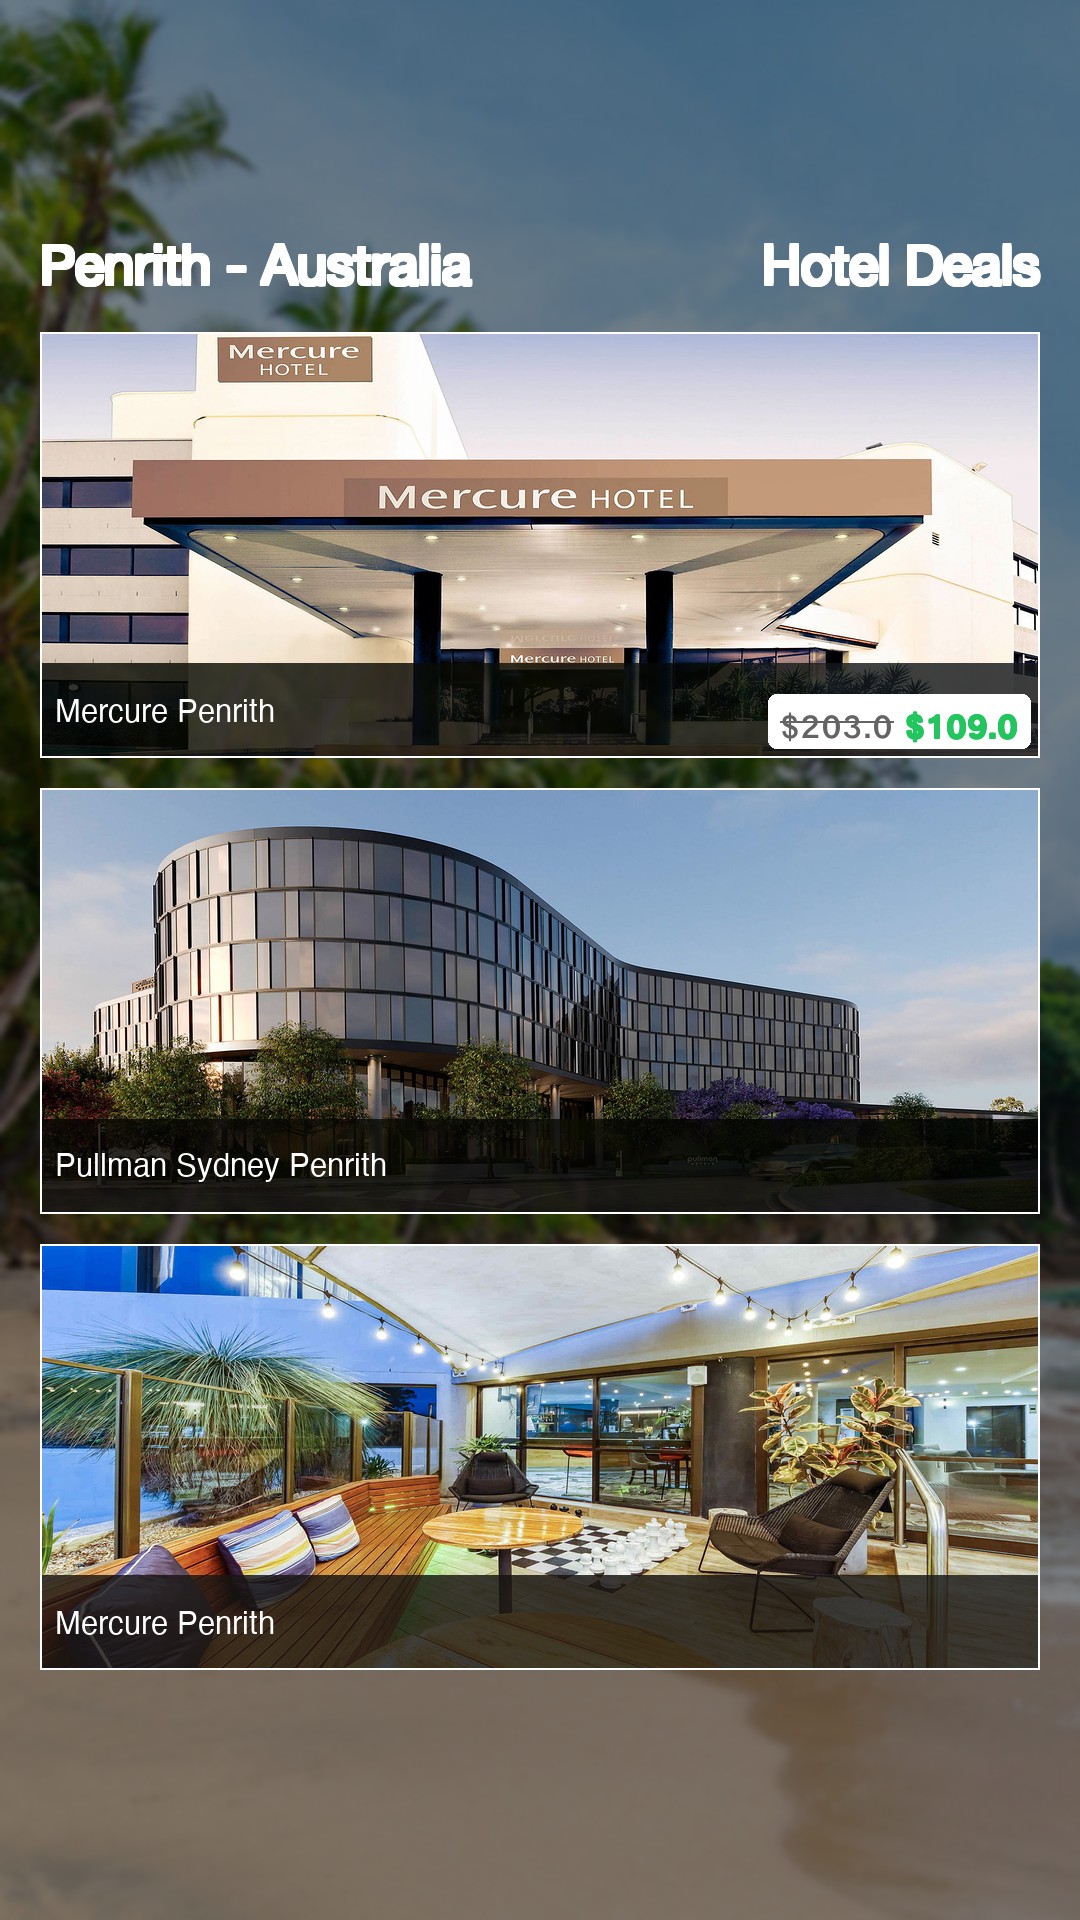 Penrith - Australia
Hotel Deals
Mercure
HOTEL
Mercure HOTEL
Mercure HOTEL
Mercure Penrith
$203.0 $109.0
pullman
Pullman Sydney Penrith
Mercure Penrith